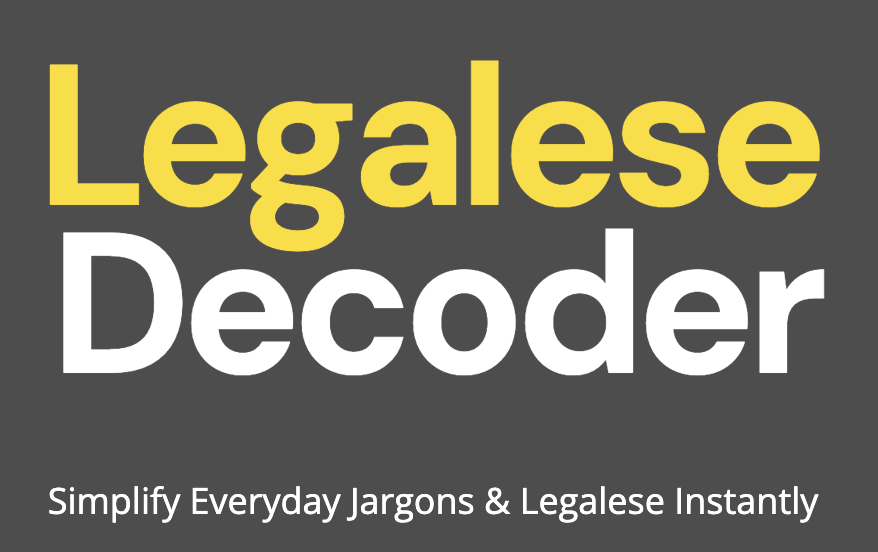 Legalese
Decoder
Simplify Everyday Jargons & Legalese Instantly